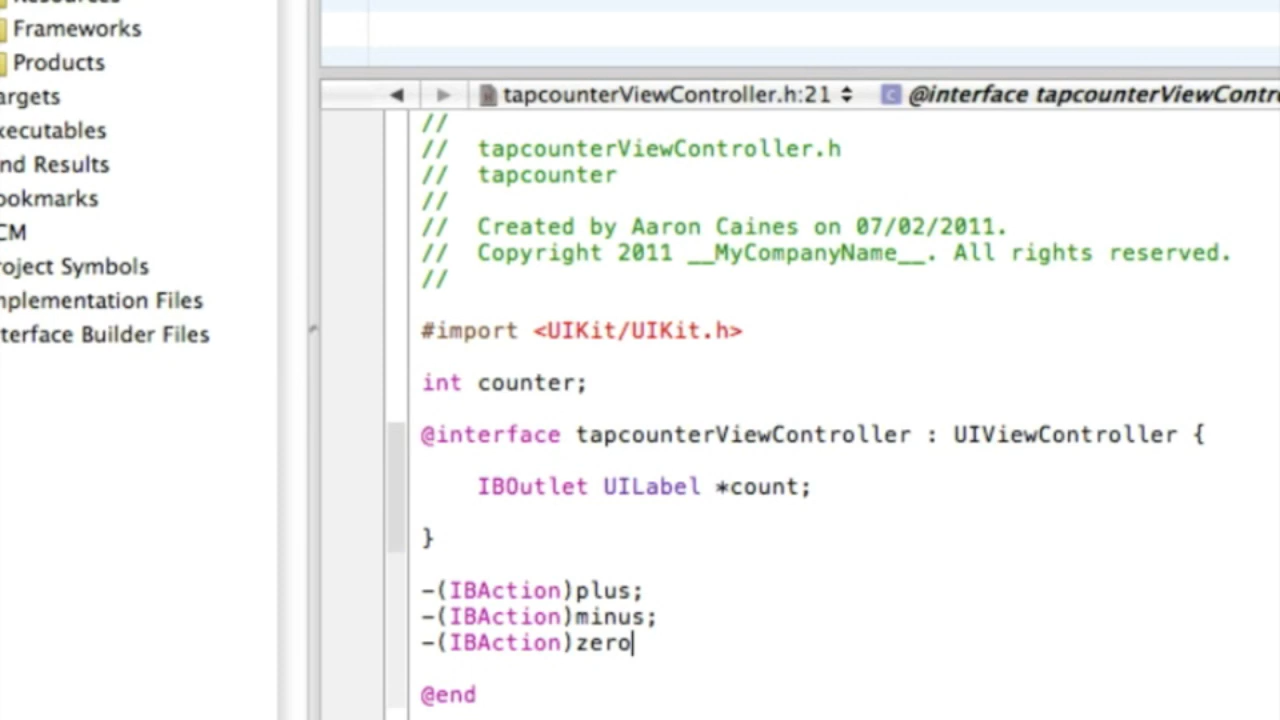 Resources
Frameworks
Products
argets
xecutables
nd Results
ookmarks
CM
roject Symbols
mplementation Files
terface Builder Files
tapcounterViewController.h:21
C @interface tapcounterViewContr
//
// tapcounterViewController.h
// tapcounter
//
// Created by Aaron Caines on 07/02/2011.
// Copyright 2011 __MyCompanyName__. All rights reserved.
//
#import <UIKit/UIKit.h>
int counter;
@interface tapcounterViewController : UIViewController {
IBOutlet UILabel *count;
}
-(IBAction)plus;
-(IBAction)minus;
-(IBAction)zero
@end